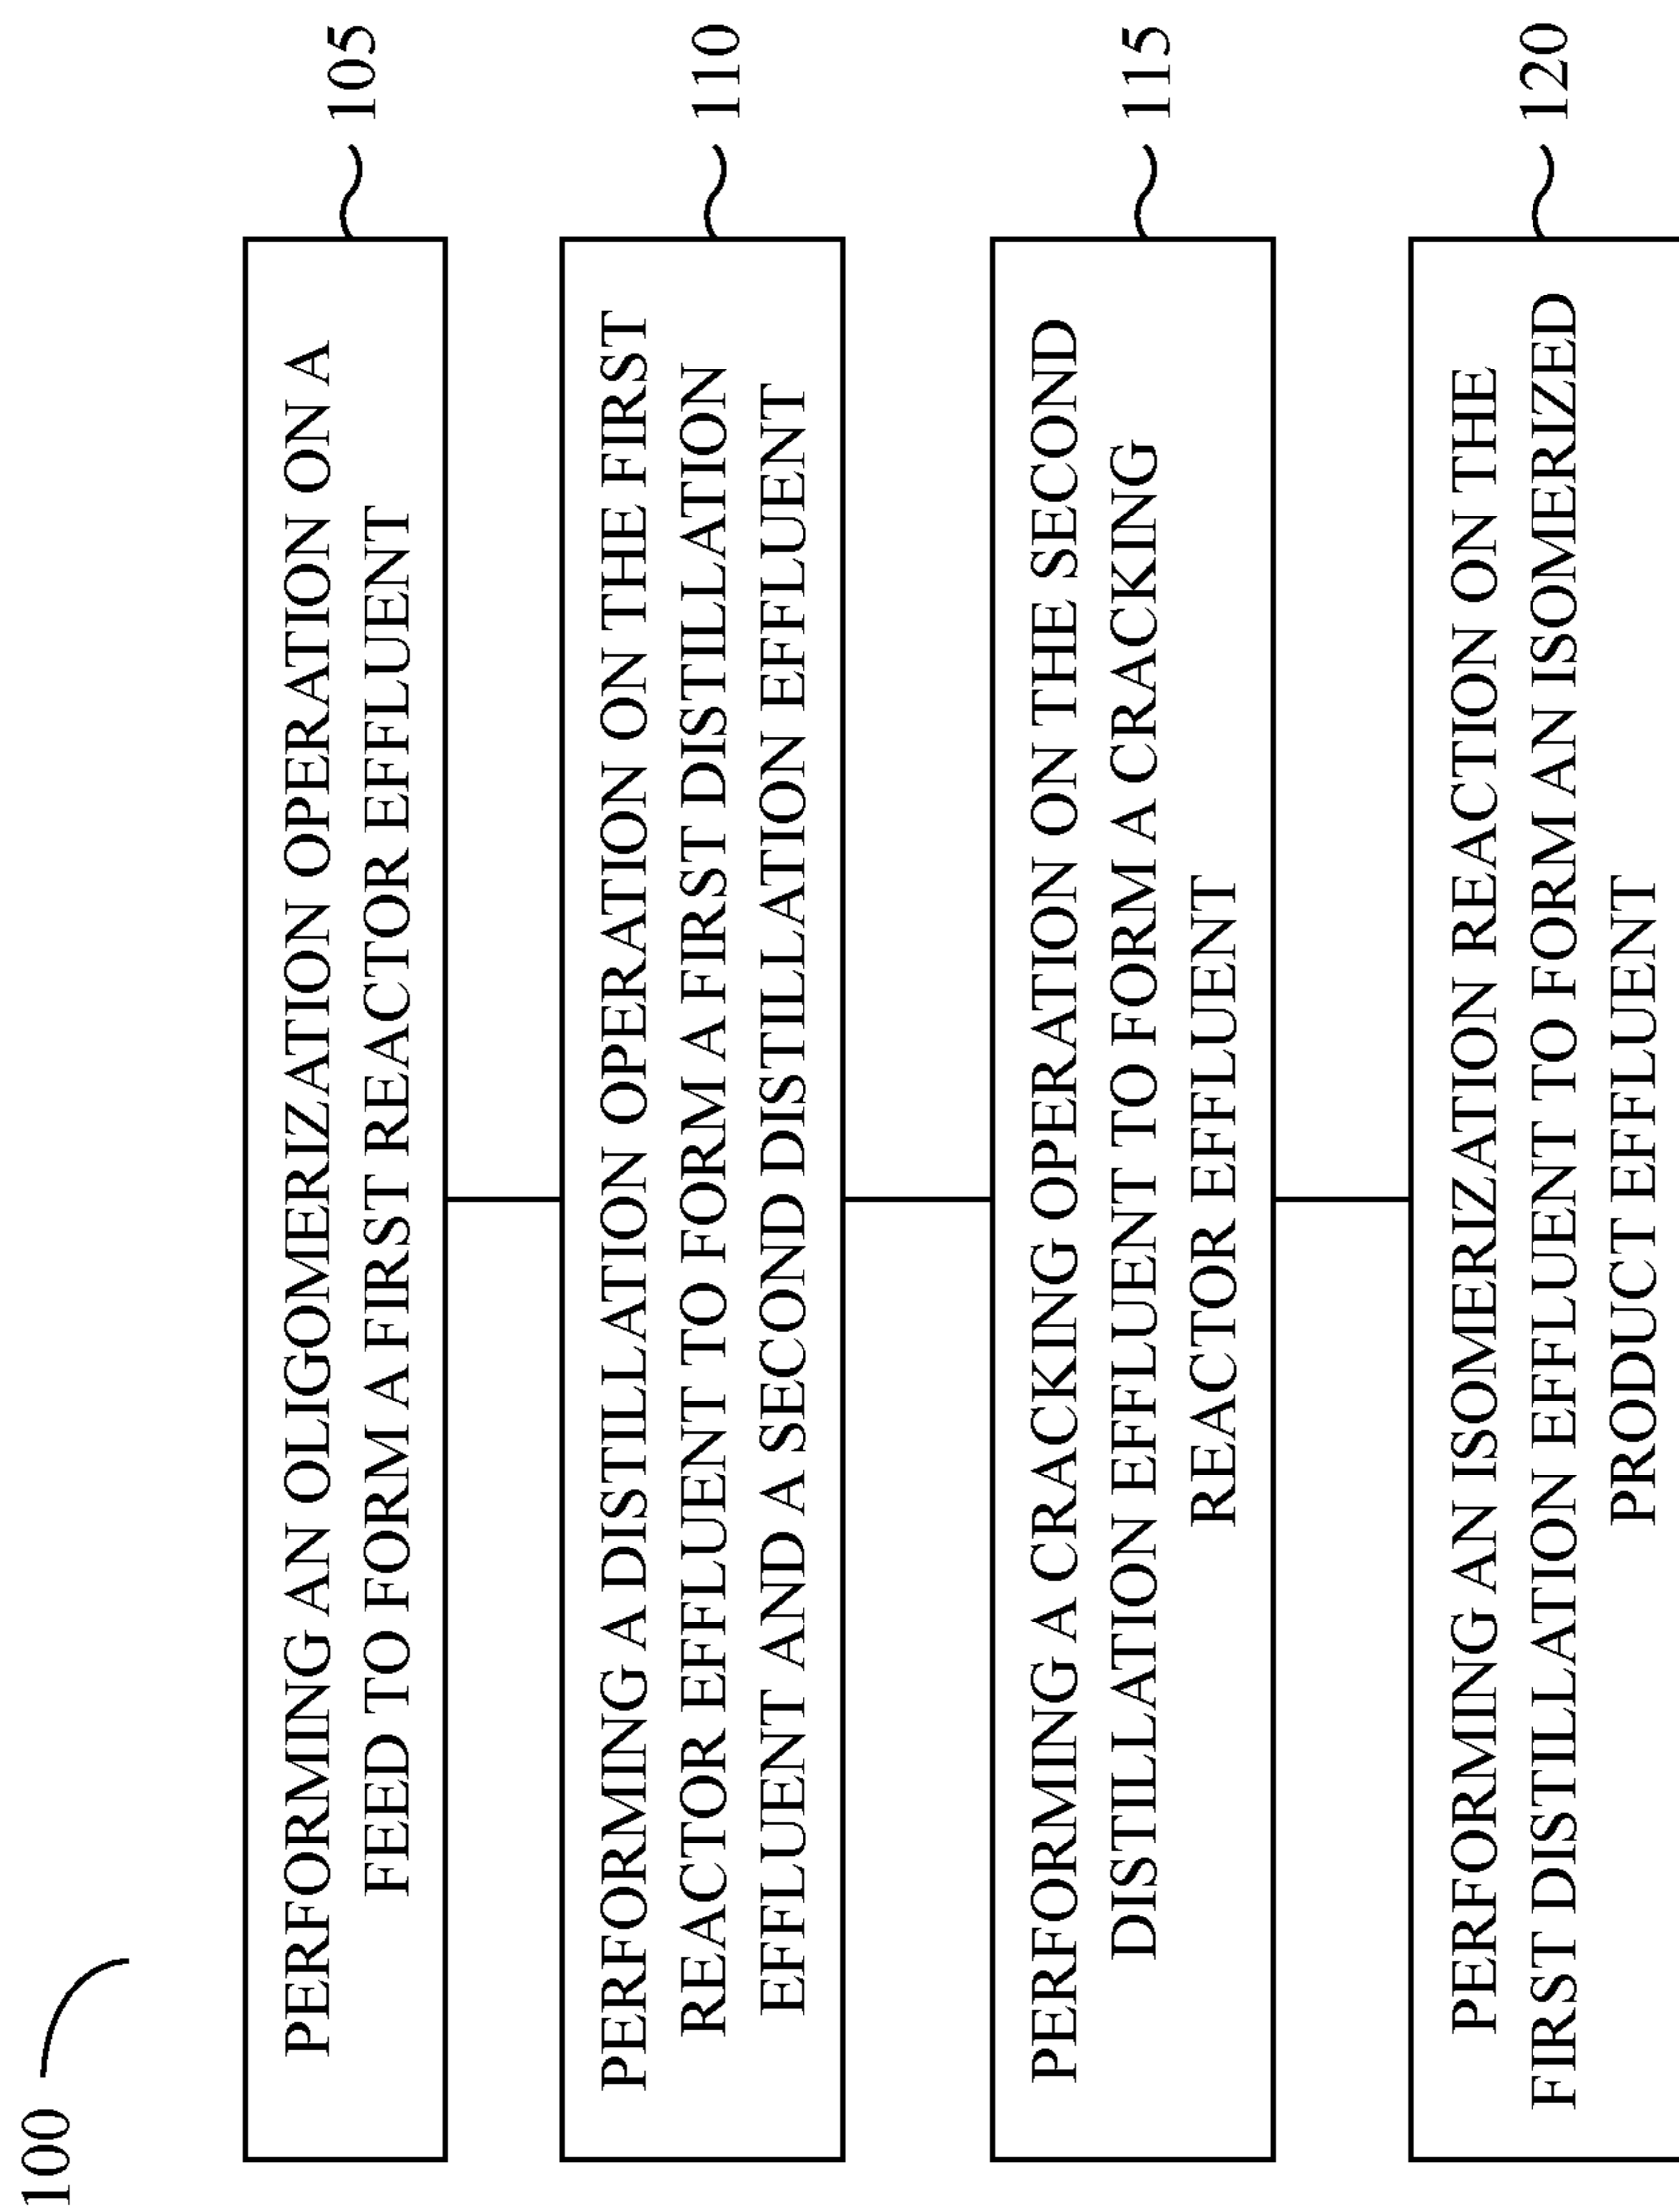 100
PERFORMING AN OLIGOMERIZATION OPERATION ON A
FEED TO FORM A FIRST REACTOR EFFLUENT
105
PERFORMING A DISTILLATION OPERATION ON THE FIRST
REACTOR EFFLUENT TO FORM A FIRST DISTILLATION
EFFLUENT AND A SECOND DISTILLATION EFFLUENT
110
PERFORMING A CRACKING OPERATION ON THE SECOND
DISTILLATION EFFLUENT TO FORM A CRACKING
REACTOR EFFLUENT
115
PERFORMING AN ISOMERIZATION REACTION ON THE
FIRST DISTILLATION EFFLUENT TO FORM AN ISOMERIZED
PRODUCT EFFLUENT
120